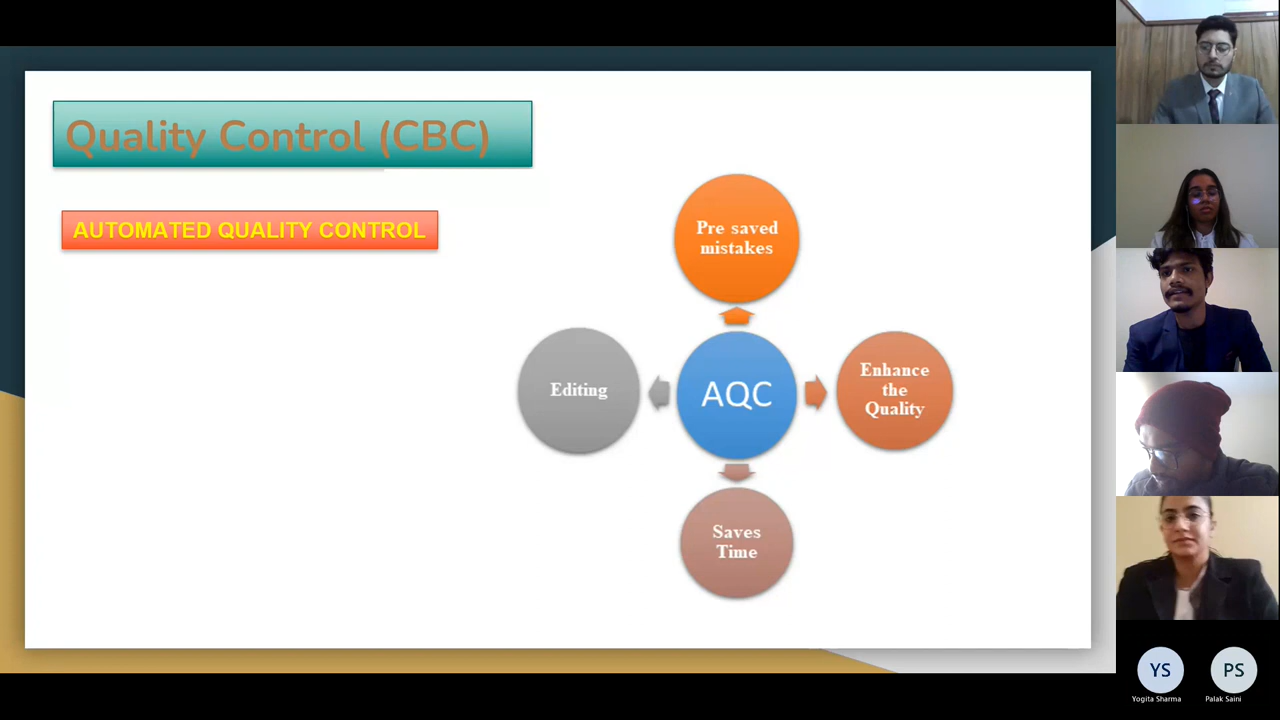 Quality Control (CBC)
AUTOMATED QUALITY CONTROL
Pre saved
mistakes
Editing
AQC
Enhance
the
Quality
Saves
Time
YS
PS
Yogita Sharma
Palak Saini